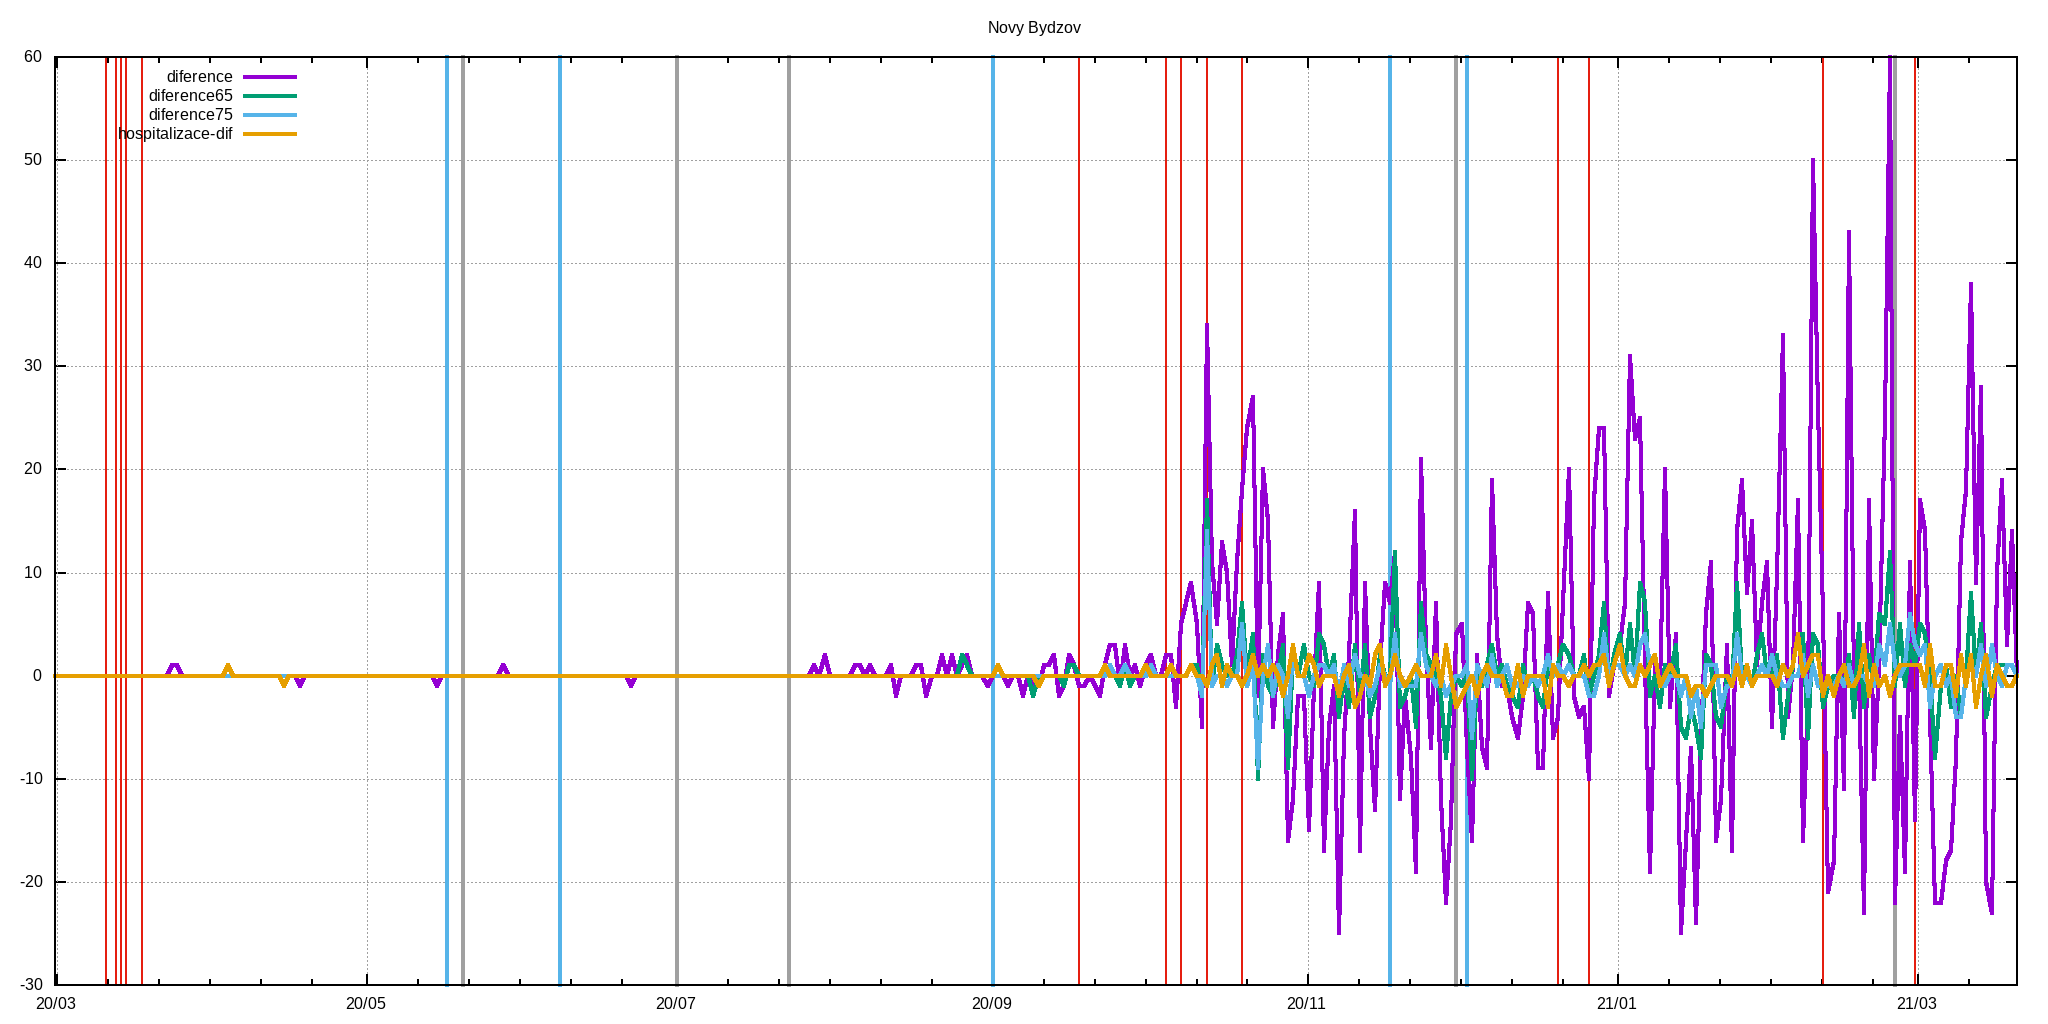 Novy Bydzov
60
diference
diference65
diference75
hospitalizace-dif
50
40
30
20
10
0
-10
-20
-30
20/03 20/05 20/07 20/09 20/11 21/01 21/03